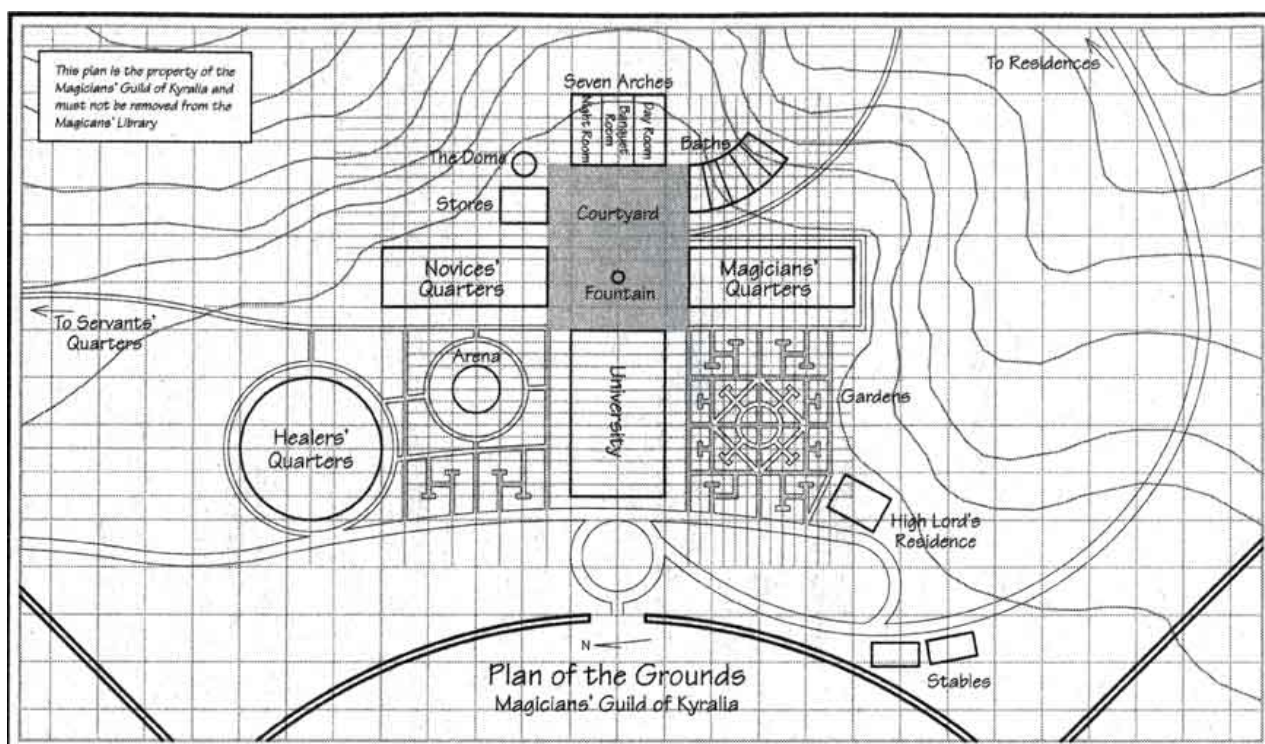 This plan is the property of the
Magicians' Guild of Kyralia and
must not be removed from the
Magicans' Library
To Residences
Seven Arches
Night Room
Banquet
Room
Day Room
Baths
The Dome
Stores
Courtyard
Novices'
Quarters
Fountain
Magicians'
Quarters
To Servants'
Quarters
Arena
University
Gardens
Healers'
Quarters
High Lord's
Residence
N
Plan of the Grounds
Magicians' Guild of Kyralia
Stables